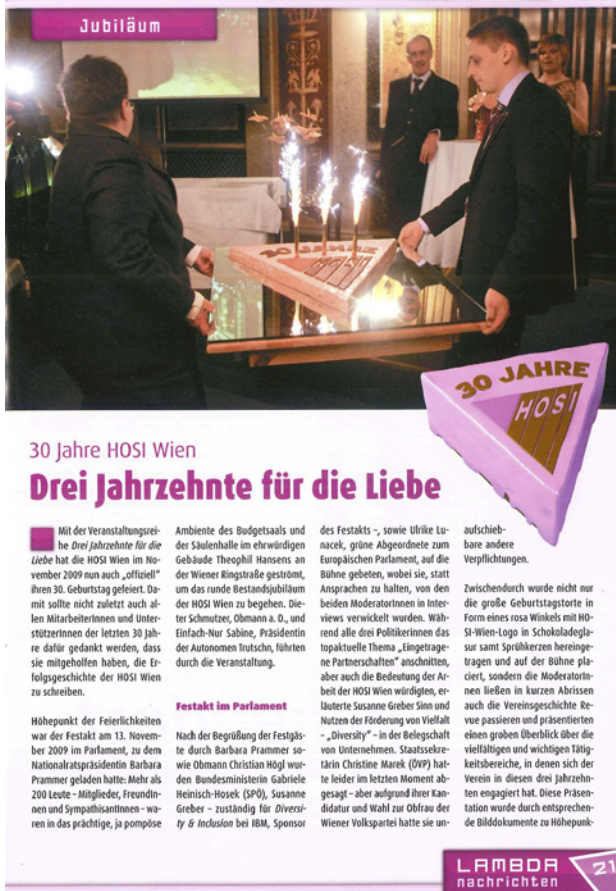 Jubiläum
30 JAHRE
HOSI
30 JAHRE
HOSI
30 Jahre HOSI Wien
Drei Jahrzehnte für die Liebe
Mit der Veranstaltungsrei-
he Drei Jahrzehnte für die
Liebe hat die HOSI Wien im No-
vember 2009 nun auch „offiziell"
ihren 30. Geburtstag gefeiert. Da-
mit sollte nicht zuletzt auch al-
len MitarbeiterInnen und Unter-
stützerInnen der letzten 30 Jah-
re dafür gedankt werden, dass
sie mitgeholfen haben, die Er-
folgsgeschichte der HOSI Wien
zu schreiben.
Höhepunkt der Feierlichkeiten
war der Festakt am 13. Novem-
ber 2009 im Parlament, zu dem
Nationalratspräsidentin Barbara
Prammer geladen hatte: Mehr als
200 Leute – Mitglieder, FreundIn-
nen und SympathisantInnen – wa-
ren in das prächtige, ja pompöse
Ambiente des Budgetsaals und
der Säulenhalle im ehrwürdigen
Gebäude Theophil Hansens an
der Wiener Ringstraße geströmt,
um das runde Bestandsjubiläum
der HOSI Wien zu begehen. Die-
ter Schmutzer, Obmann a. D., und
Einfach-Nur Sabine, Präsidentin
der Autonomen Trutschn, führten
durch die Veranstaltung.
Festakt im Parlament
Nach der Begrüßung der Festgäs-
te durch Barbara Prammer so-
wie Obmann Christian Högl wur-
den Bundesministerin Gabriele
Heinisch-Hosek (SPÖ), Susanne
Greber – zuständig für Diversi-
ty & Inclusion bei IBM, Sponsor
des Festakts –, sowie Ulrike Lu-
nacek, grüne Abgeordnete zum
Europäischen Parlament, auf die
Bühne gebeten, wobei sie, statt
Ansprachen zu halten, von den
beiden ModeratorInnen in Inter-
views verwickelt wurden. Wäh-
rend alle drei Politikerinnen das
topaktuelle Thema „Eingetrage-
ne Partnerschaften" anschnitten,
aber auch die Bedeutung der Ar-
beit der HOSI Wien würdigten, er-
läuterte Susanne Greber Sinn und
Nutzen der Förderung von Vielfalt
– „Diversity" – in der Belegschaft
von Unternehmen. Staatssekre-
tärin Christine Marek (ÖVP) hat-
te leider im letzten Moment ab-
gesagt – aber aufgrund ihrer Kan-
didatur und Wahl zur Obfrau der
Wiener Volkspartei hatte sie un-
aufschieb-
bare andere
Verpflichtungen.
Zwischendurch wurde nicht nur
die große Geburtstagstorte in
Form eines rosa Winkels mit HO-
SI-Wien-Logo in Schokoladegla-
sur samt Sprühkerzen hereinge-
tragen und auf der Bühne pla-
ciert, sondern die ModeratorIn-
nen ließen in kurzen Abrissen
auch die Vereinsgeschichte Re-
vue passieren und präsentierten
einen groben Überblick über die
vielfältigen und wichtigen Tätig-
keitsbereiche, in denen sich der
Verein in diesen drei Jahrzehn-
ten engagiert hat. Diese Präsen-
tation wurde durch entsprechen-
de Bilddokumente zu Höhepunk-
LAMBDA
nachrichten
21